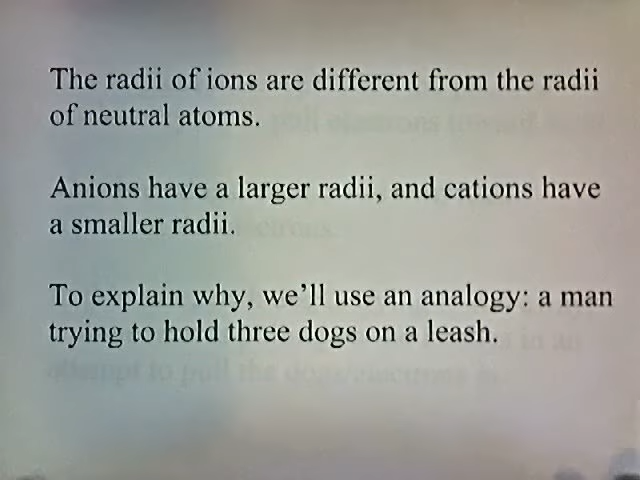 The radii of ions are different from the radii
of neutral atoms.
Anions have a larger radii, and cations have
a smaller radii.
To explain why, we'll use an analogy: a man
trying to hold three dogs on a leash.